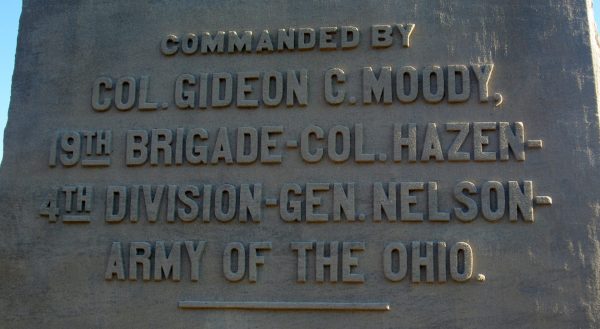 COMMANDED BY
COL. GIDEON C. MOODY,
19TH BRIGADE-COL. HAZEN-
4TH DIVISION-GEN. NELSON-
ARMY OF THE OHIO.